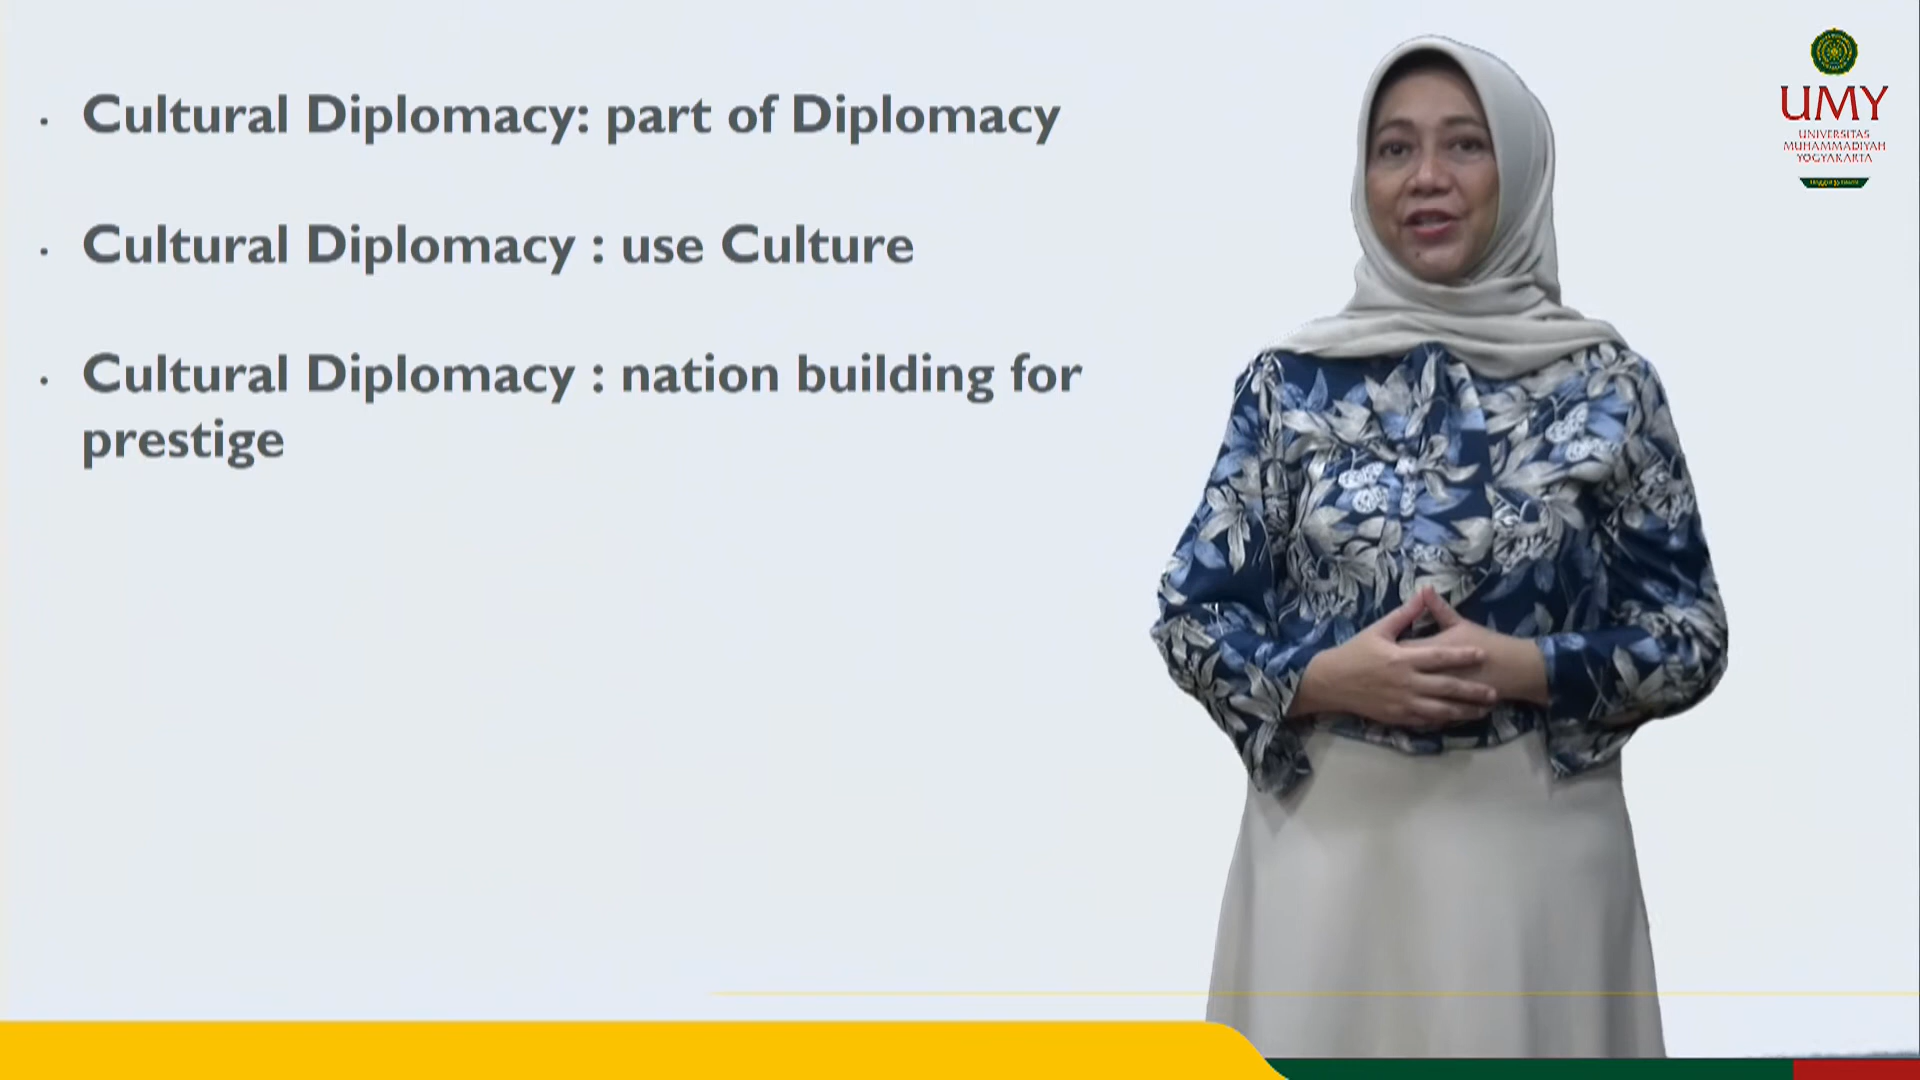 • Cultural Diplomacy: part of Diplomacy
• Cultural Diplomacy : use Culture
• Cultural Diplomacy : nation building for
prestige
UMY
UNIVERSITAS
MUHAMMADIYAH
YOGYAKARTA